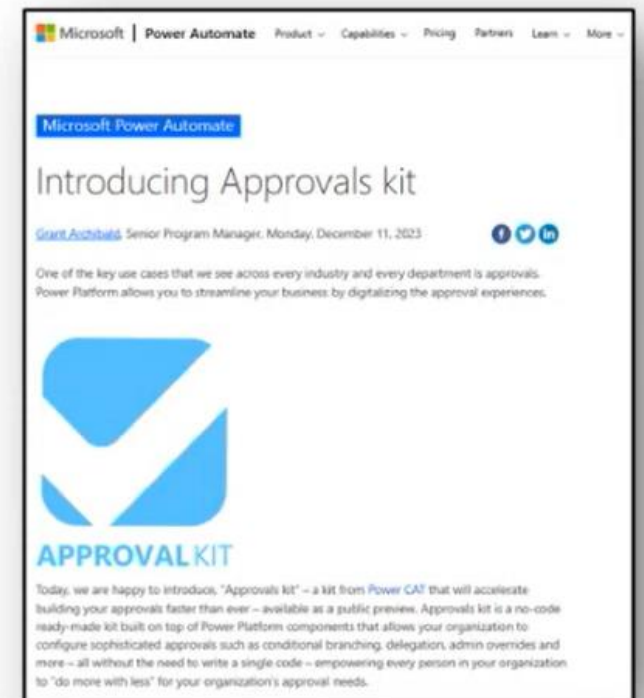 Microsoft | Power Automate Product Capabilities Pricing Partners Learn More
Microsoft Power Automate
Introducing Approvals kit
Grant Archibald, Senior Program Manager, Monday, December 11, 2023
One of the key use cases that we see across every industry and every department is approvals.
Power Platform allows you to streamline your business by digitalizing the approval experiences.
APPROVALKIT
Today, we are happy to introduce, "Approvals kit" – a kit from Power CAT that will accelerate
building your approvals faster than ever – available as a public preview. Approvals kit is a no-code
ready-made kit built on top of Power Platform components that allows your organization to
configure sophisticated approvals such as conditional branching, delegation, admin overrides and
more – all without the need to write a single code – empowering every person in your organization
to "do more with less" for your organization's approval needs.